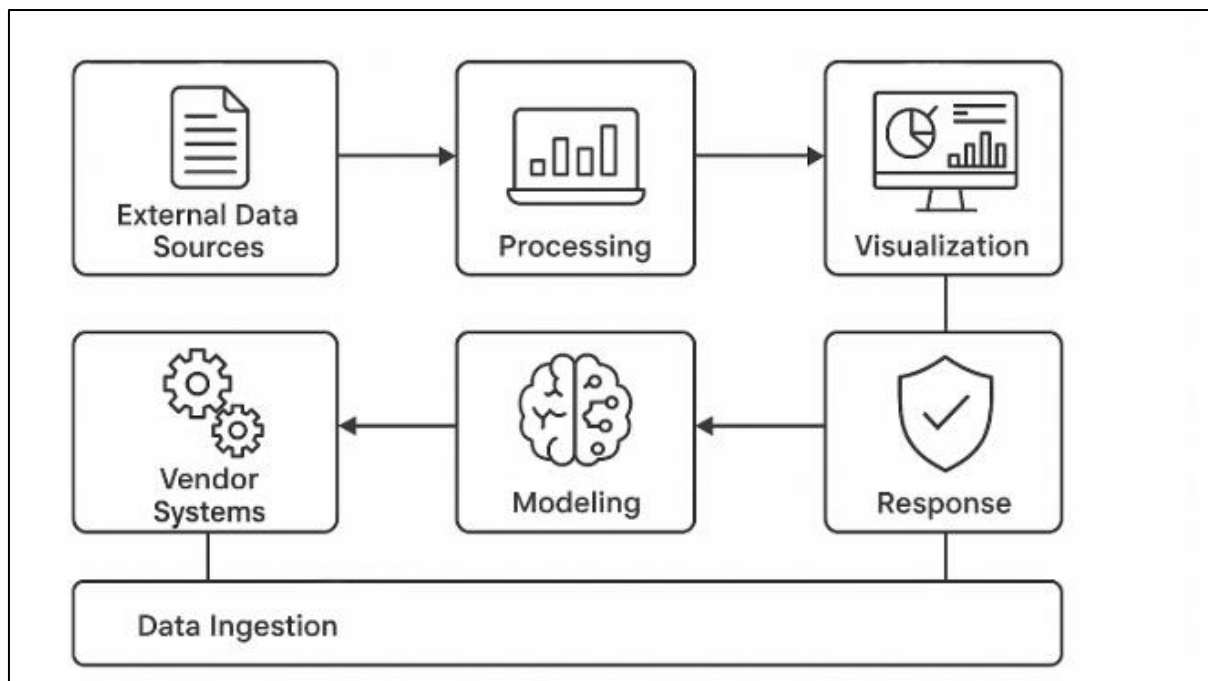 External Data
Sources
Processing
Visualization
Vendor
Systems
Modeling
Response
Data Ingestion